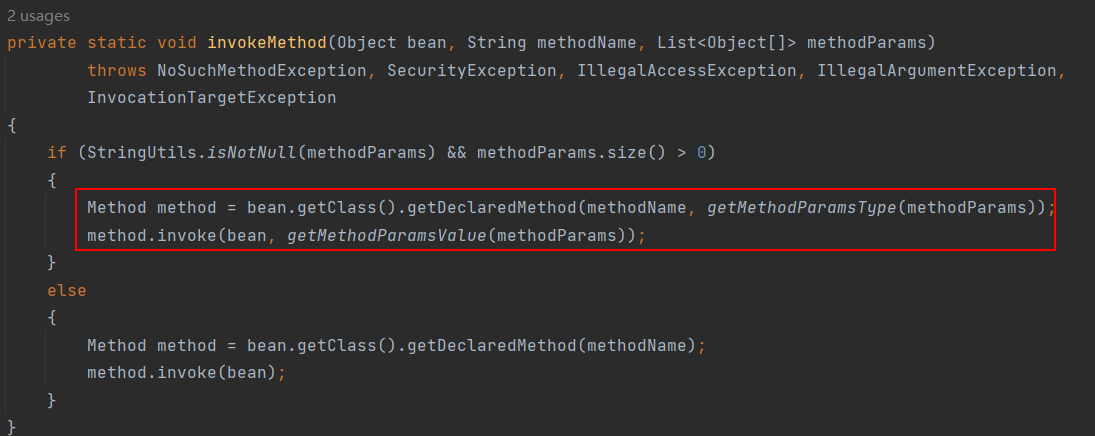 2 usages
private static void invokeMethod(Object bean, String methodName, List<Object[]> methodParams)
        throws NoSuchMethodException, SecurityException, IllegalAccessException, IllegalArgumentException,
        InvocationTargetException
{
    if (StringUtils.isNotNull(methodParams) && methodParams.size() > 0)
    {
        Method method = bean.getClass().getDeclaredMethod(methodName, getMethodParamsType(methodParams));
        method.invoke(bean, getMethodParamsValue(methodParams));
    }
    else
    {
        Method method = bean.getClass().getDeclaredMethod(methodName);
        method.invoke(bean);
    }
}